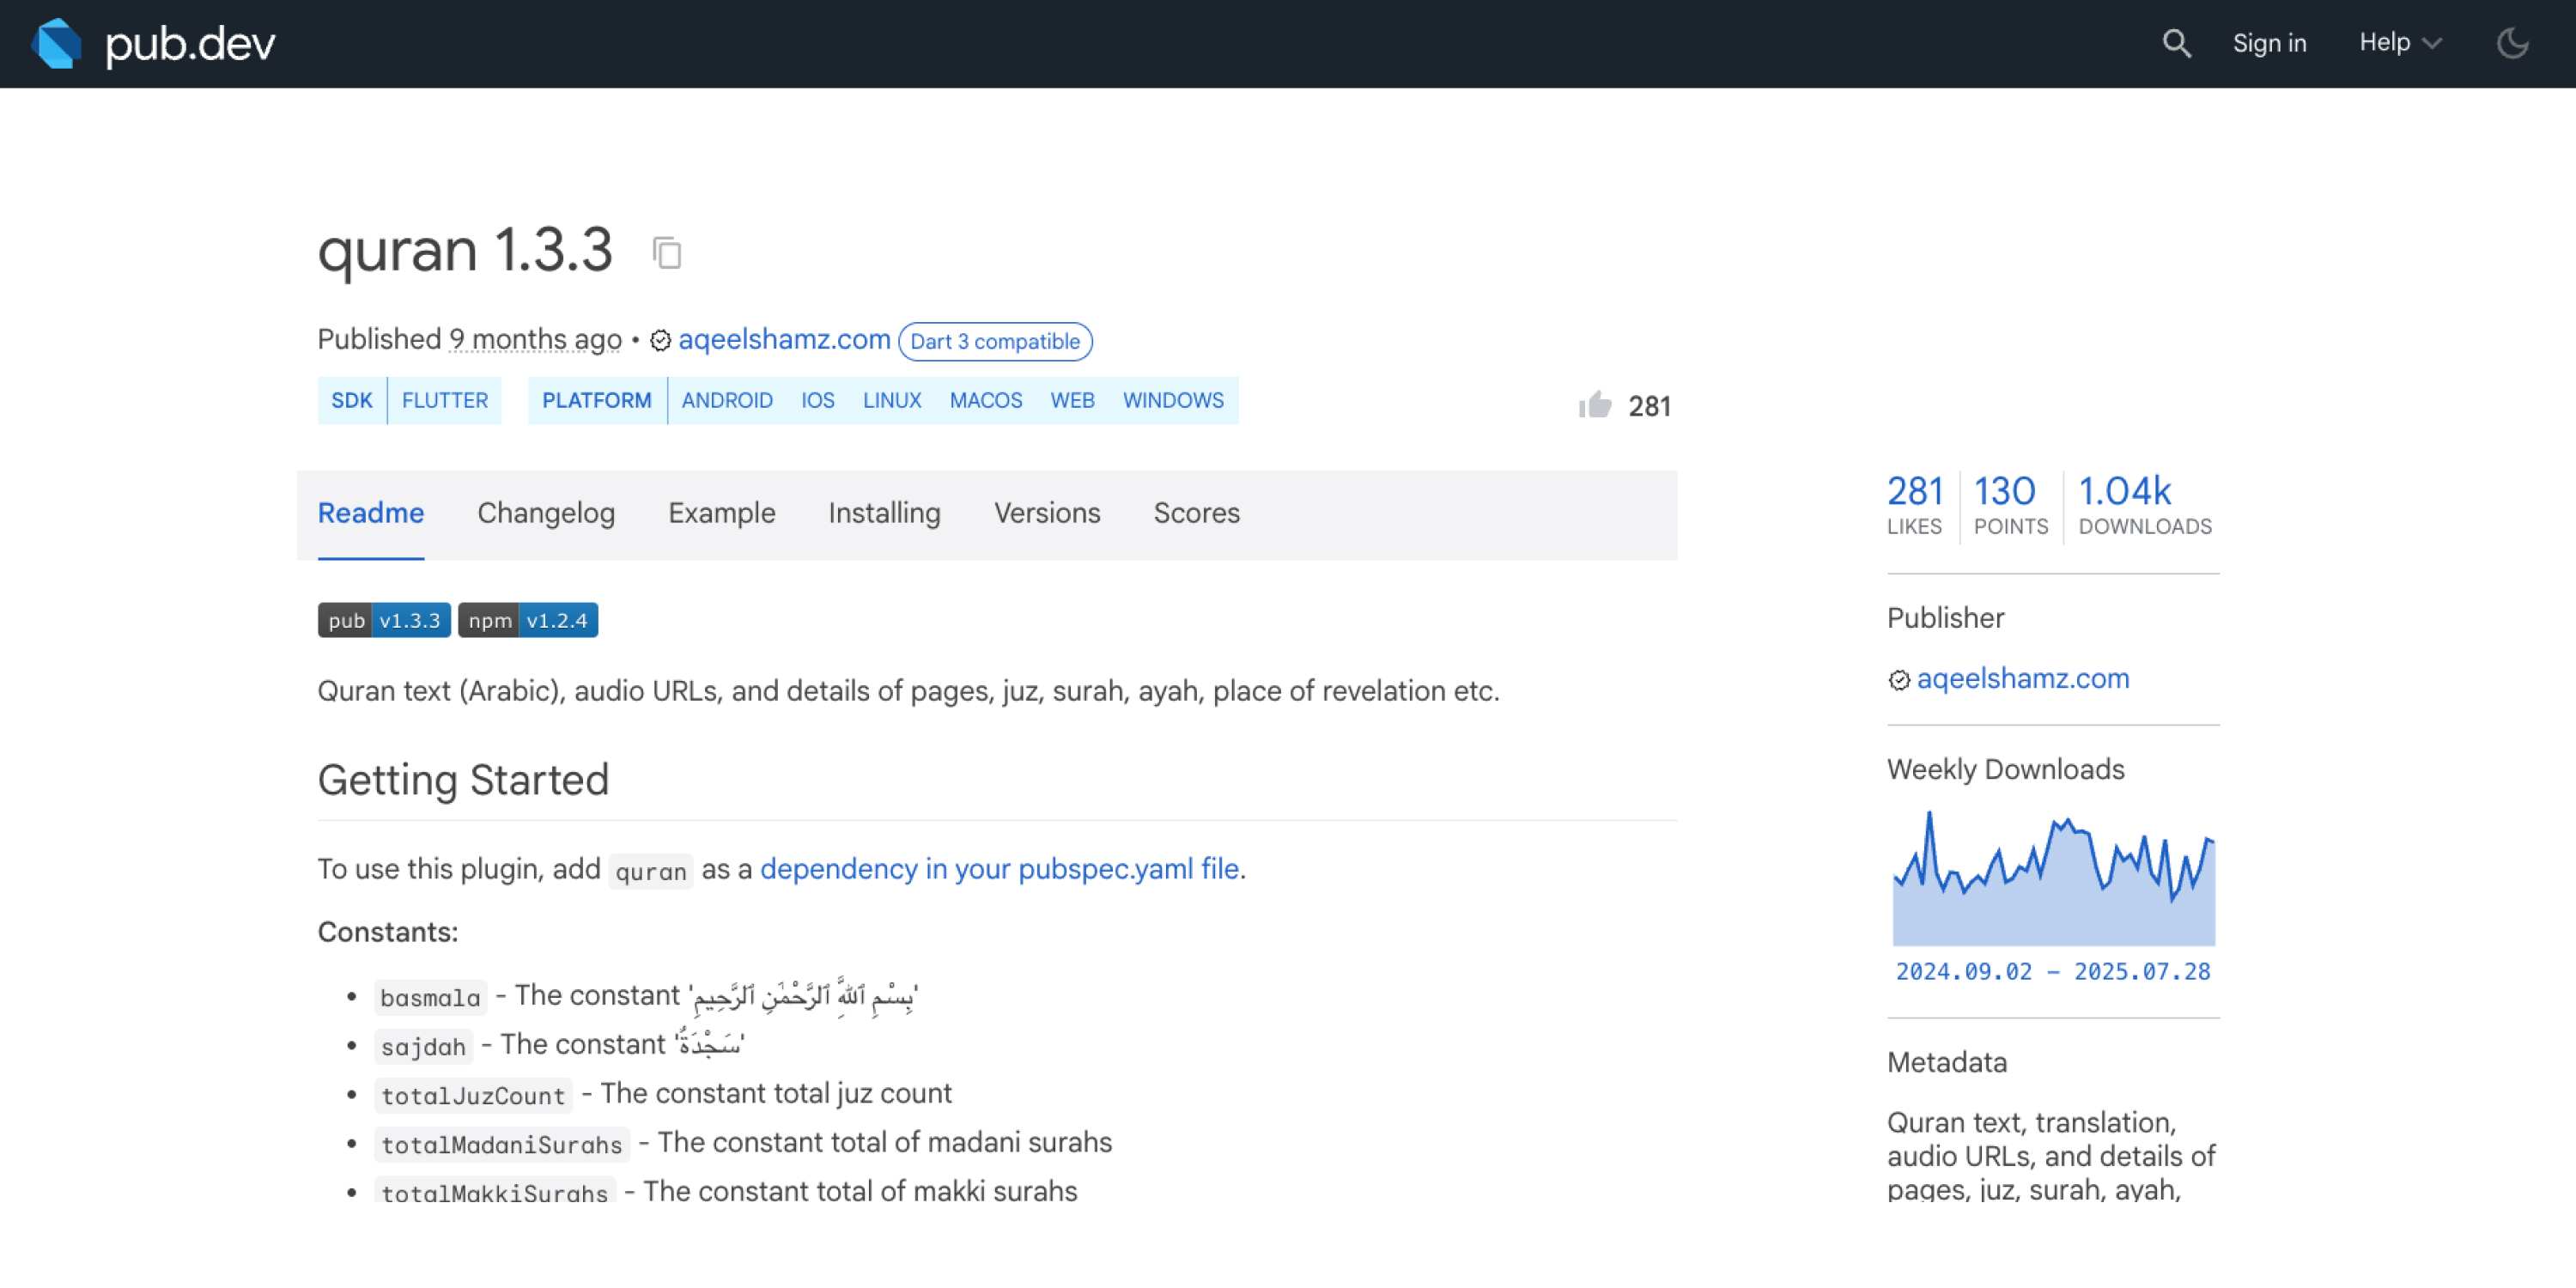 pub.dev
Sign in
Help
quran 1.3.3
Published 9 months ago • aqeelshamz.com Dart 3 compatible
SDK FLUTTER PLATFORM ANDROID IOS LINUX MACOS WEB WINDOWS
281
Readme Changelog Example Installing Versions Scores
pub v1.3.3 npm v1.2.4
Quran text (Arabic), audio URLs, and details of pages, juz, surah, ayah, place of revelation etc.
Getting Started
To use this plugin, add quran as a dependency in your pubspec.yaml file.
Constants:
• basmala - The constant 'بِسْمِ ٱللَّهِ ٱلرَّحْمَٰنِ ٱلرَّحِيمِ'
• sajdah - The constant 'سَجْدَةٌ'
• totalJuzCount - The constant total juz count
• totalMadaniSurahs - The constant total of madani surahs
• totalMakkiSurahs - The constant total of makki surahs
281 130 1.04k
LIKES POINTS DOWNLOADS
Publisher
aqeelshamz.com
Weekly Downloads
2024.09.02 – 2025.07.28
Metadata
Quran text, translation,
audio URLs, and details of
pages, juz, surah, ayah,